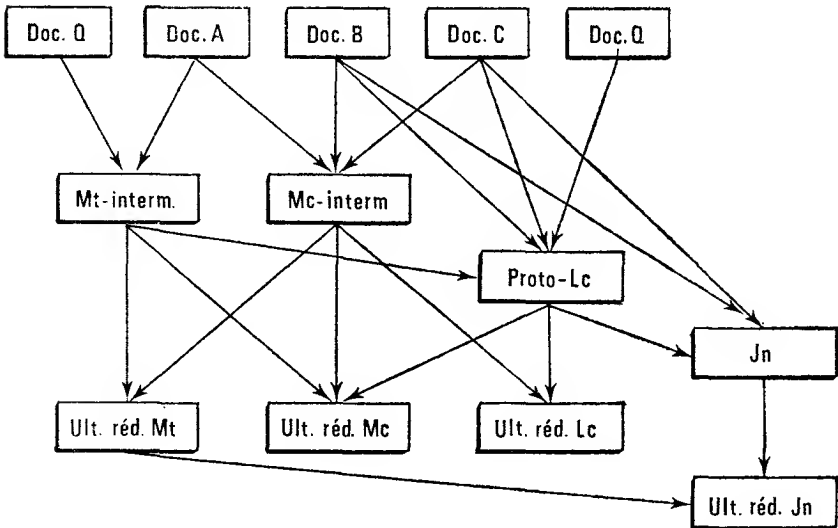 Doc. Q
Doc. A
Doc. B
Doc. C
Doc. Q
Mt-interm.
Mc-interm
Proto-Lc
Jn
Ult. réd. Mt
Ult. réd. Mc
Ult. réd. Lc
Ult. réd. Jn